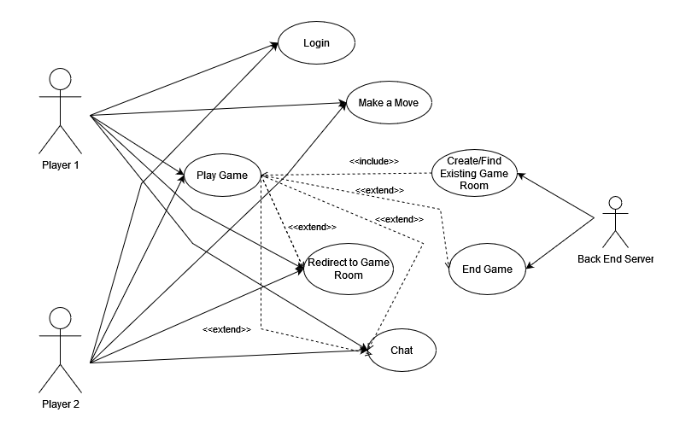 Login
Make a Move
Player 1
Play Game
<<include>>
Create/Find
Existing Game
Room
<<extend>>
<<extend>>
<<extend>>
Back End Server
Redirect to Game
Room
End Game
<<extend>>
Chat
Player 2